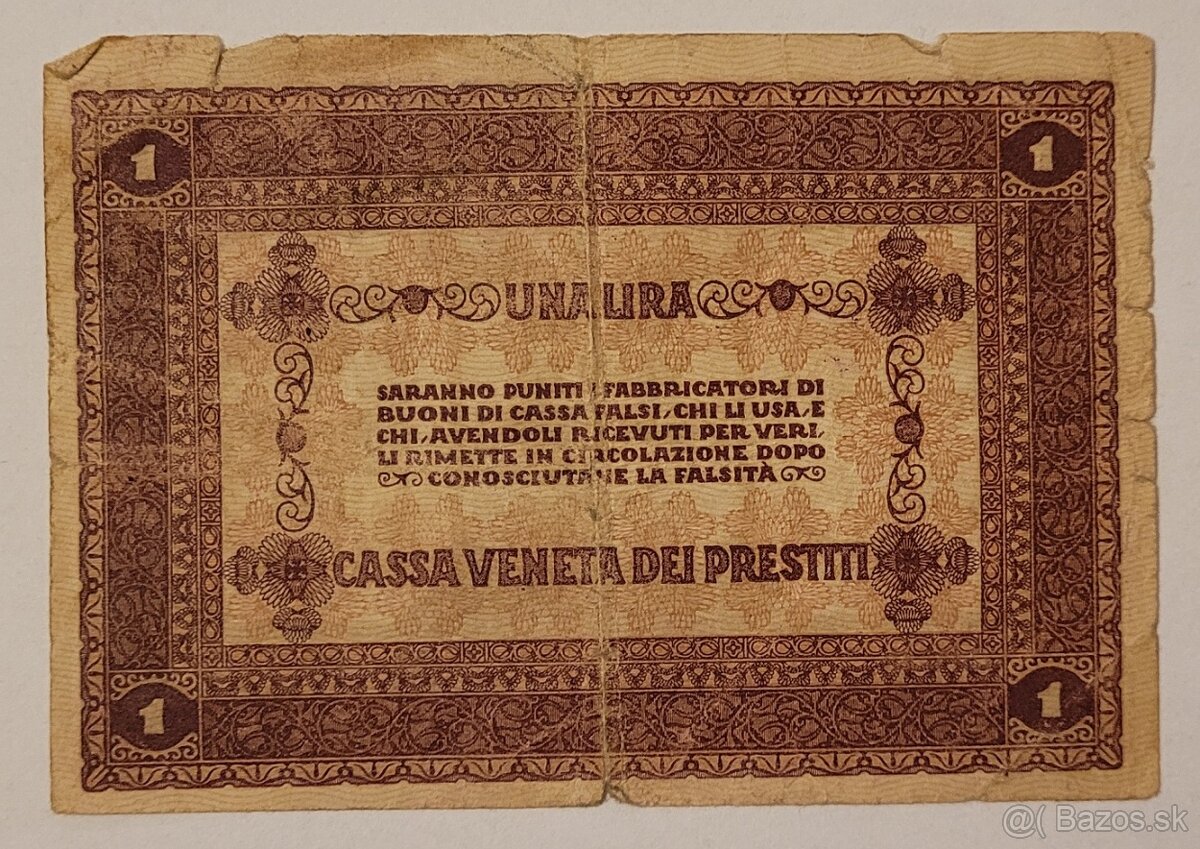 1 1
UNA LIRA
SARANNO PUNITI I FABBRICATORI DI
BUONI DI CASSA FALSI, CHI LI USA, E
CHI, AVENDOLI RICEVUTI PER VERI,
LI RIMETTE IN CIRCOLAZIONE DOPO
CONOSCIUTANE LA FALSITÀ
CASSA VENETA DEI PRESTITI
1 1
@( Bazos.sk